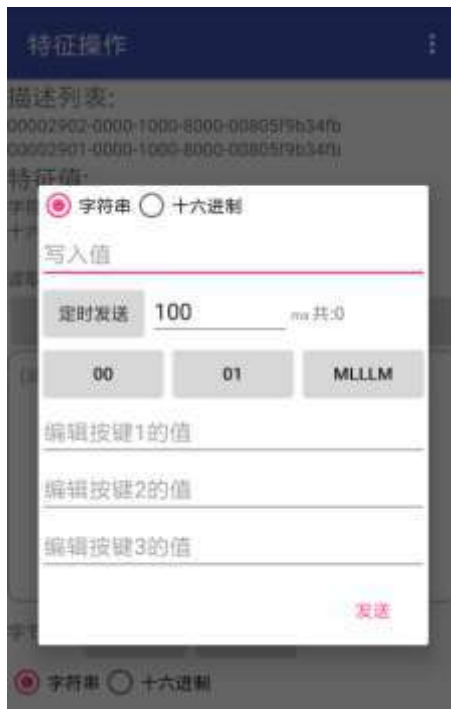 特征操作
描述列表:
00002902-0000-1000-8000-00805f9b34fb
00002901-0000-1000-8000-00805f9b34fb
特征值:
字符串 十六进制
写入值
定时发送 100 ms 共:0
00 01 MLLLM
编辑按键1的值
编辑按键2的值
编辑按键3的值
发送
字符串 十六进制